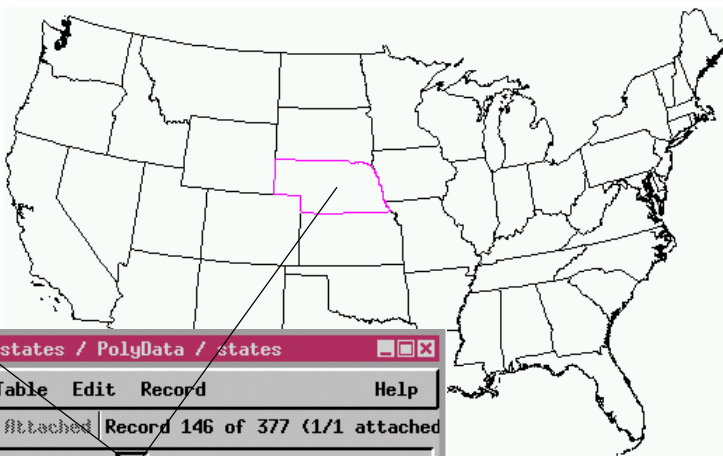 states / PolyData / states
Table Edit Record Help
Attached Record 146 of 377 (1/1 attached